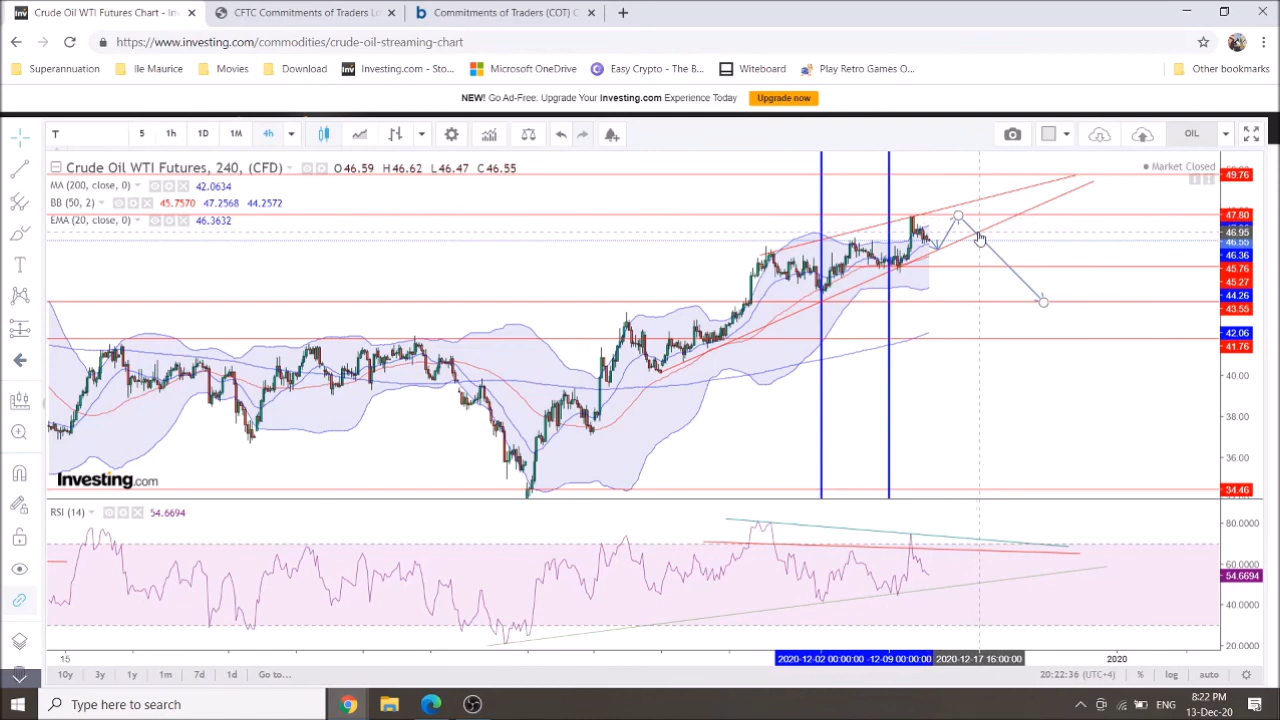 Crude Oil WTI Futures Chart - In
CFTC Commitments of Traders Lo
Commitments of Traders (COT) C
https://www.investing.com/commodities/crude-oil-streaming-chart
Superannuation
Ile Maurice
Movies
Download
Investing.com - Sto...
Microsoft OneDrive
Easy Crypto - The B...
Witeboard
Play Retro Games O...
Other bookmarks
NEW! Go Ad-Free: Upgrade Your Investing.com Experience Today
Upgrade now
T 5 1h 1D 1M 4h OIL
Crude Oil WTI Futures, 240, (CFD) O46.59 H46.62 L46.47 C46.55
Market Closed
MA (200, close, 0) 42.0634
BB (50, 2) 45.7570 47.2568 44.2572
EMA (20, close, 0) 46.3632
49.76
47.80
46.95
46.55
46.36
45.76
45.27
44.26
43.55
42.06
41.76
40.00
38.00
36.00
34.46
Investing.com
RSI (14) 54.6694
80.0000
60.0000
54.6694
40.0000
20.0000
15
2020-12-02 00:00:00
-12-09 00:00:00
2020-12-17 16:00:00
2020
10y 3y 1y 1m 7d 1d Go to...
20:22:36 (UTC+4) % log auto
Type here to search
ENG
8:22 PM
13-Dec-20